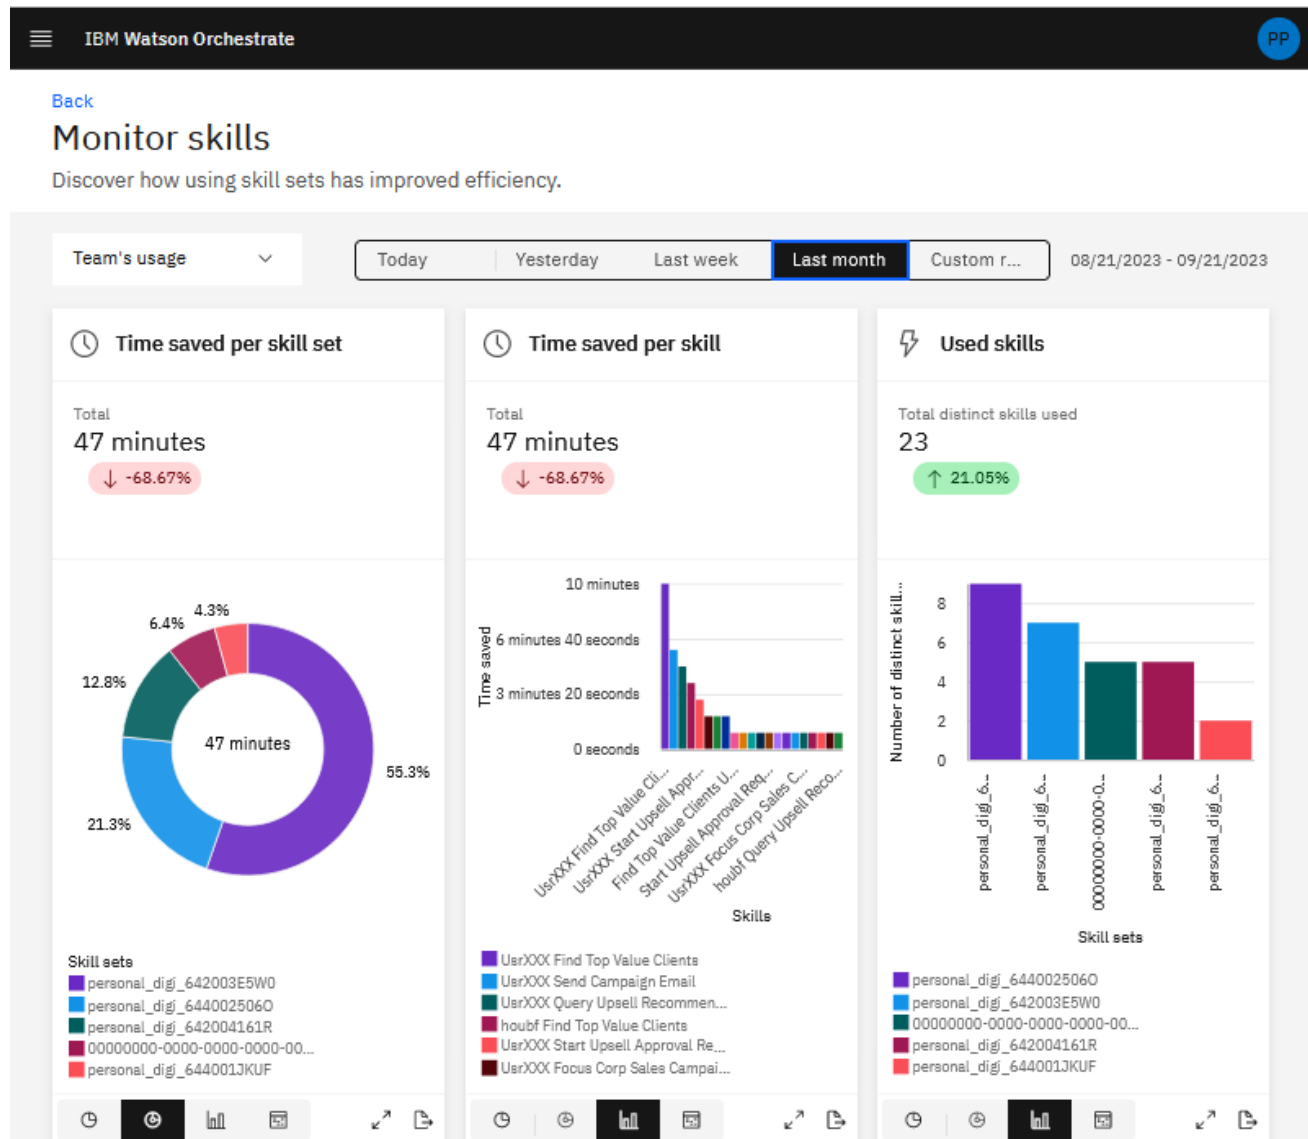 IBM Watson Orchestrate
PP
Back
Monitor skills
Discover how using skill sets has improved efficiency.
Team's usage
Today
Yesterday
Last week
Last month
Custom r...
08/21/2023 - 09/21/2023
Time saved per skill set
Total
47 minutes
↓ -68.67%
4.3%
6.4%
12.8%
47 minutes
55.3%
21.3%
Skill sets
personal_digi_642003E5W0
personal_digi_644002506O
personal_digi_642004161R
00000000-0000-0000-0000-00...
personal_digi_644001JKUF
Time saved per skill
Total
47 minutes
↓ -68.67%
Time saved
10 minutes
6 minutes 40 seconds
3 minutes 20 seconds
0 seconds
UsrXXX Find Top Value Cli...
UsrXXX Start Upsell Appr...
Find Top Value Clients U...
Start Upsell Approval Req...
UsrXXX Focus Corp Sales C...
houbf Query Upsell Reco...
Skills
UsrXXX Find Top Value Clients
UsrXXX Send Campaign Email
UsrXXX Query Upsell Recommen...
houbf Find Top Value Clients
UsrXXX Start Upsell Approval Re...
UsrXXX Focus Corp Sales Campai...
Used skills
Total distinct skills used
23
↑ 21.05%
Number of distinct skill...
8
6
4
2
0
personal_digi_6...
personal_digi_6...
00000000-0000-0...
personal_digi_6...
personal_digi_6...
Skill sets
personal_digi_644002506O
personal_digi_642003E5W0
00000000-0000-0000-0000-00...
personal_digi_642004161R
personal_digi_644001JKUF